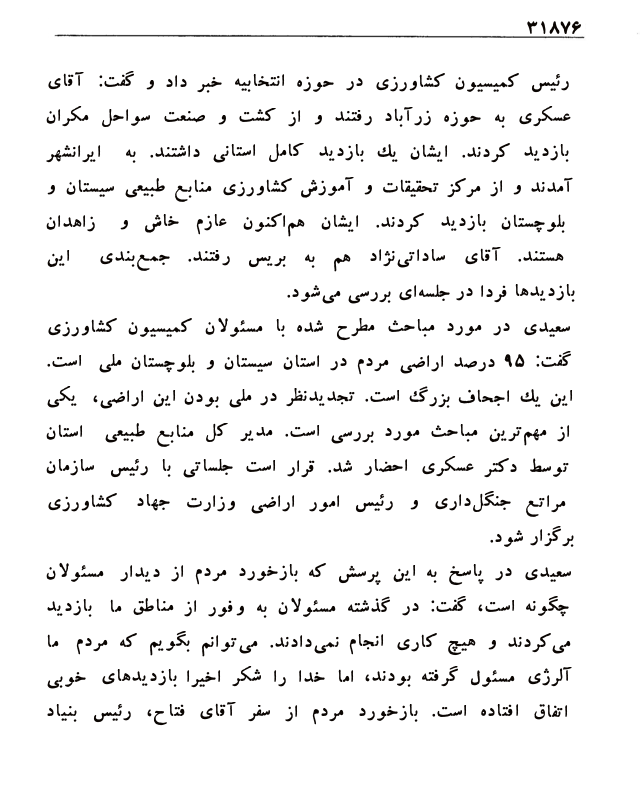 ۳۱۸۷۶
رئیس کمیسیون کشاورزی در حوزه انتخابیه خبر داد و گفت: آقای
عسکری به حوزه زرآباد رفتند و از کشت و صنعت سواحل مکران
بازدید کردند. ایشان یك بازدید کامل استانی داشتند. به ایرانشهر
آمدند و از مرکز تحقیقات و آموزش کشاورزی منابع طبیعی سیستان و
بلوچستان بازدید کردند. ایشان هم‌اکنون عازم خاش و زاهدان
هستند. آقای ساداتی‌نژاد هم به بریس رفتند. جمع‌بندی این
بازدیدها فردا در جلسه‌ای بررسی می‌شود.
سعیدی در مورد مباحث مطرح شده با مسئولان کمیسیون کشاورزی
گفت: ۹۵ درصد اراضی مردم در استان سیستان و بلوچستان ملی است.
این یك اجحاف بزرگ است. تجدیدنظر در ملی بودن این اراضی، یکی
از مهم‌ترین مباحث مورد بررسی است. مدیر کل منابع طبیعی استان
توسط دکتر عسکری احضار شد. قرار است جلساتی با رئیس سازمان
مراتع جنگل‌داری و رئیس امور اراضی وزارت جهاد کشاورزی
برگزار شود.
سعیدی در پاسخ به این پرسش که بازخورد مردم از دیدار مسئولان
چگونه است، گفت: در گذشته مسئولان به وفور از مناطق ما بازدید
می‌کردند و هیچ کاری انجام نمی‌دادند. می‌توانم بگویم که مردم ما
آلرژی مسئول گرفته بودند، اما خدا را شکر اخیرا بازدیدهای خوبی
اتفاق افتاده است. بازخورد مردم از سفر آقای فتاح، رئیس بنیاد